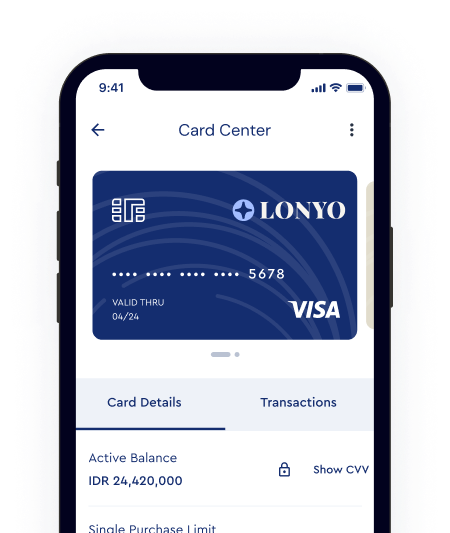 9:41
Card Center
LONYO
•••• •••• •••• •••• 5678
VALID THRU
04/24
VISA
Card Details
Transactions
Active Balance
IDR 24,420,000
Show CVV
Single Purchase Limit